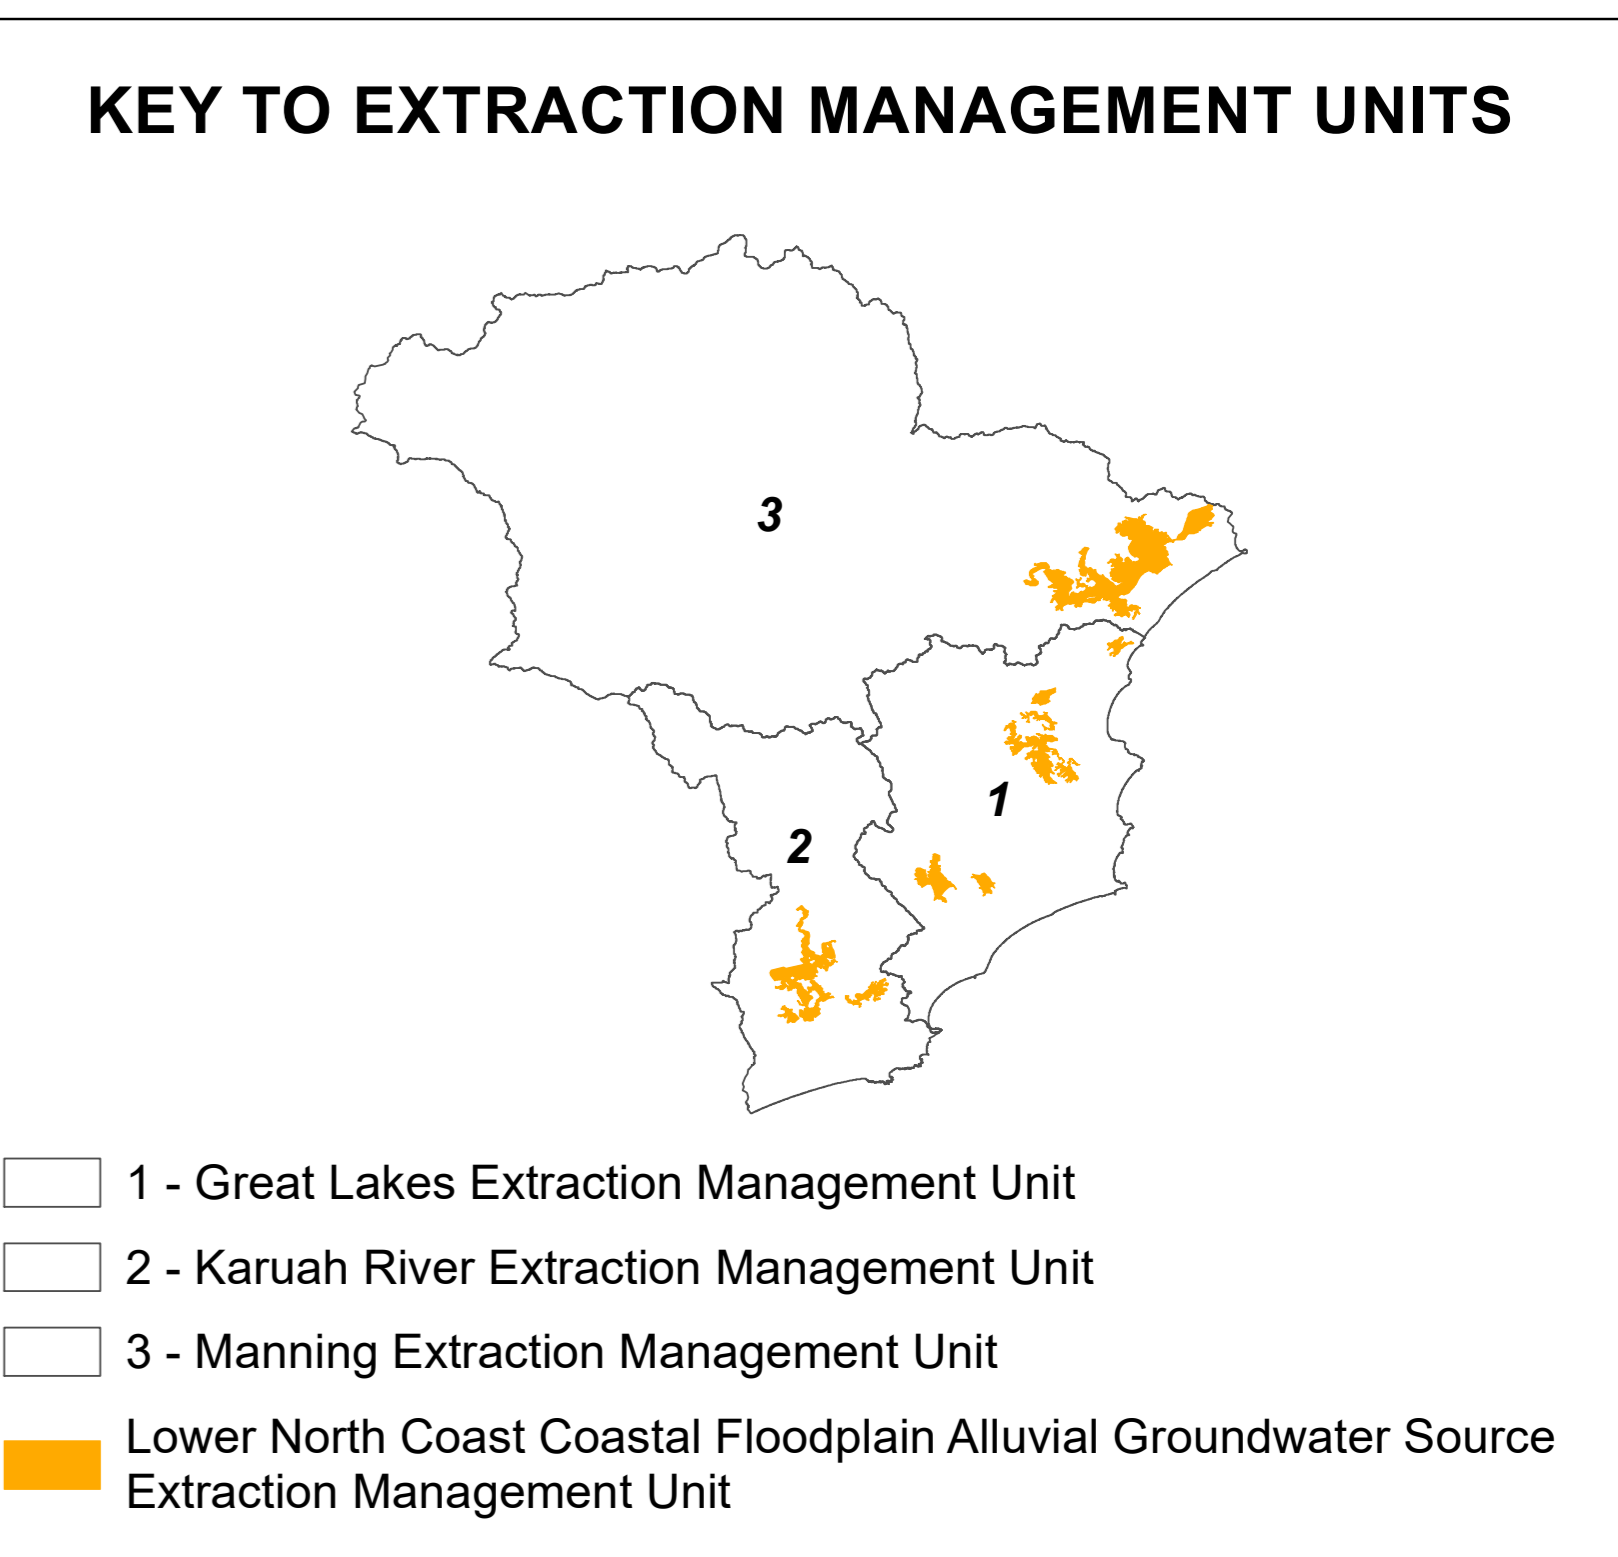 KEY TO EXTRACTION MANAGEMENT UNITS
3
1
2
1 - Great Lakes Extraction Management Unit
2 - Karuah River Extraction Management Unit
3 - Manning Extraction Management Unit
Lower North Coast Coastal Floodplain Alluvial Groundwater Source
Extraction Management Unit